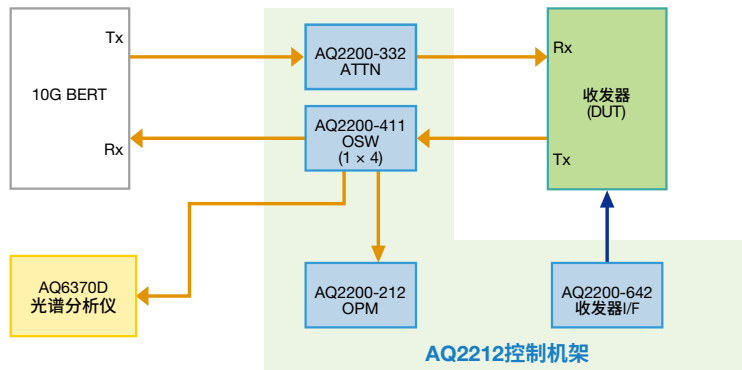 Tx
10G BERT
Rx
AQ2200-332
ATTN
AQ2200-411
OSW
(1 × 4)
Rx
收发器
(DUT)
Tx
AQ6370D
光谱分析仪
AQ2200-212
OPM
AQ2200-642
收发器I/F
AQ2212控制机架